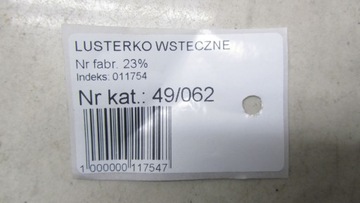 LUSTERKO WSTECZNE
Nr fabr. 23%
Indeks: 011754
Nr kat.: 49/062
1 000000 117547